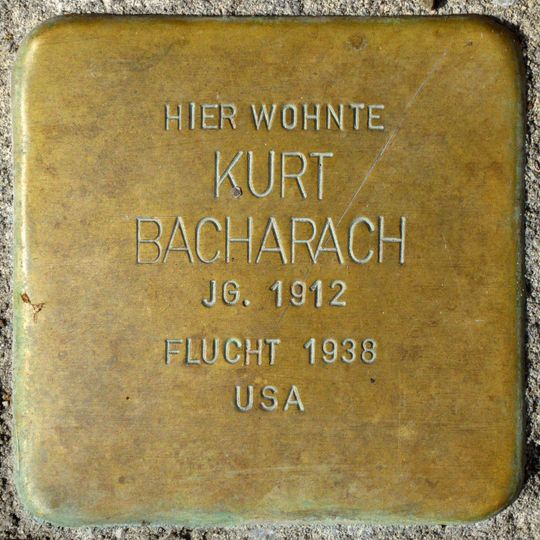 HIER WOHNTE
KURT
BACHARACH
JG. 1912
FLUCHT 1938
USA